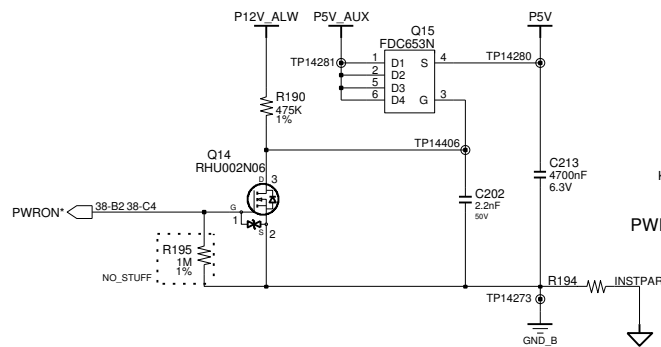 P12V_ALW
P5V_AUX
P5V
Q15
FDC653N
TP14281
1 D1 S 4
TP14280
2 D2
5 D3
6 D4 G 3
R190
475K
1%
TP14406
Q14
RHU002N06
D 3
C213
4700nF
6.3V
C202
2.2nF
50V
PWRON*
38-B2 38-C4
G
1
S 2
R195
1M
1%
NO_STUFF
R194
INSTPAR
TP14273
GND_B